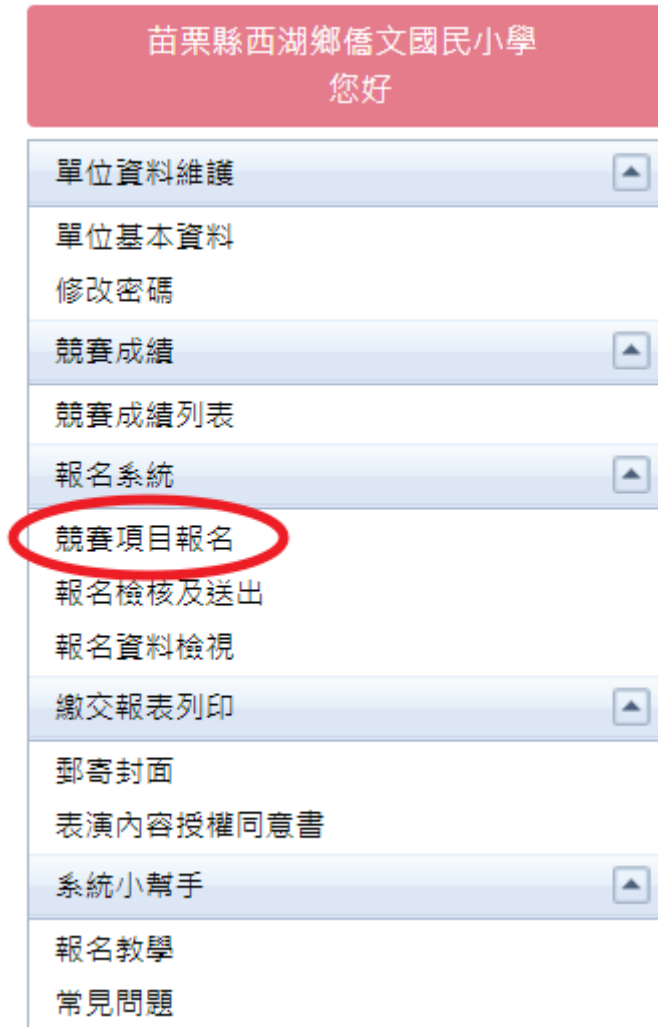 苗栗縣西湖鄉僑文國民小學
您好
單位資料維護
單位基本資料
修改密碼
競賽成績
競賽成績列表
報名系統
競賽項目報名
報名檢核及送出
報名資料檢視
繳交報表列印
郵寄封面
表演內容授權同意書
系統小幫手
報名教學
常見問題